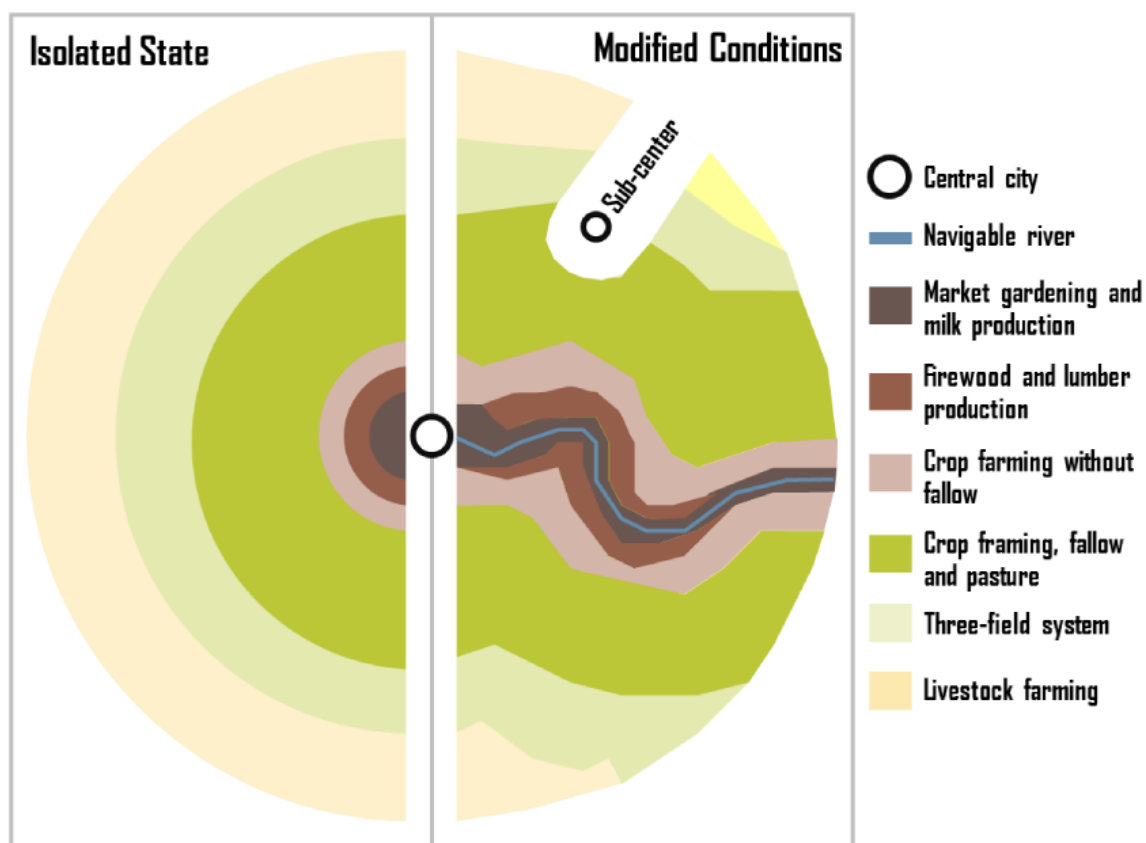 Isolated State
Modified Conditions
Sub-center
Central city
Navigable river
Market gardening and
milk production
Firewood and lumber
production
Crop farming without
fallow
Crop framing, fallow
and pasture
Three-field system
Livestock farming